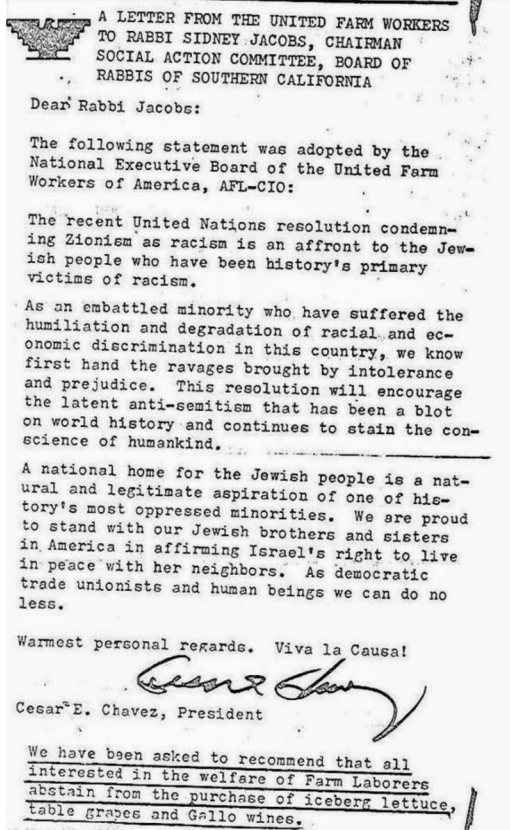 A LETTER FROM THE UNITED FARM WORKERS
TO RABBI SIDNEY JACOBS, CHAIRMAN
SOCIAL ACTION COMMITTEE, BOARD OF
RABBIS OF SOUTHERN CALIFORNIA
Dear Rabbi Jacobs:
The following statement was adopted by the
National Executive Board of the United Farm
Workers of America, AFL-CIO:
The recent United Nations resolution condemn-
ing Zionism as racism is an affront to the Jew-
ish people who have been history's primary
victims of racism.
As an embattled minority who have suffered the
humiliation and degradation of racial and ec-
onomic discrimination in this country, we know
first hand the ravages brought by intolerance
and prejudice. This resolution will encourage
the latent anti-semitism that has been a blot
on world history and continues to stain the con-
science of humankind.
A national home for the Jewish people is a nat-
ural and legitimate aspiration of one of his-
tory's most oppressed minorities. We are proud
to stand with our Jewish brothers and sisters
in America in affirming Israel's right to live
in peace with her neighbors. As democratic
trade unionists and human beings we can do no
less.
Warmest personal regards. Viva la Causa!
Cesar E. Chavez, President
We have been asked to recommend that all
interested in the welfare of Farm Laborers
abstain from the purchase of iceberg lettuce,
table grapes and Gallo wines.